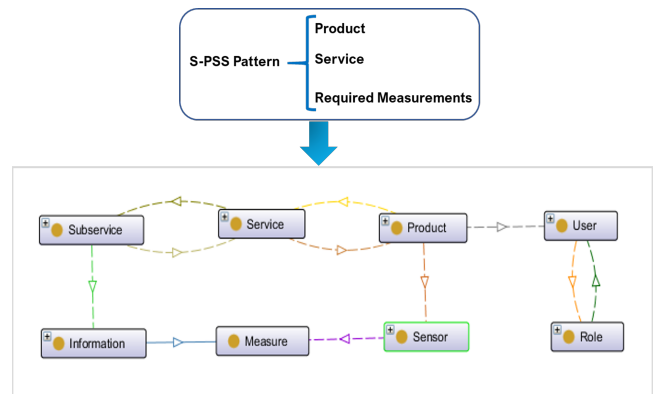 Product
S-PSS Pattern
Service
Required Measurements
Subservice
Service
Product
User
Information
Measure
Sensor
Role